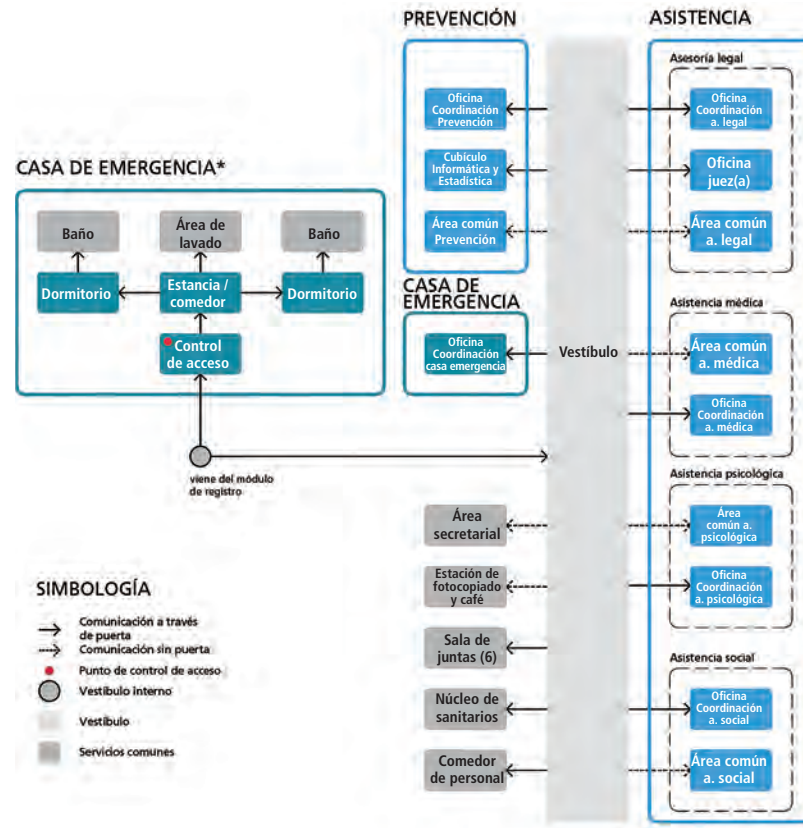 PREVENCIÓN
Oficina
Coordinación
Prevención
Cubículo
Informática y
Estadística
Área común
Prevención
CASA DE
EMERGENCIA
Oficina
Coordinación
casa emergencia
Vestíbulo
ASISTENCIA
Asesoría legal
Oficina
Coordinación
a. legal
Oficina
juez(a)
Área común
a. legal
Asistencia médica
Área común
a. médica
Oficina
Coordinación
a. médica
Asistencia psicológica
Área
común a.
psicológica
Oficina
Coordinación
a. psicológica
Asistencia social
Oficina
Coordinación
a. social
Área común
a. social
CASA DE EMERGENCIA*
Baño
Área de
lavado
Baño
Dormitorio
Estancia /
comedor
Dormitorio
Control
de acceso
viene del módulo
de registro
Área
secretarial
Estación de
fotocopiado
y café
Sala de
juntas (6)
Núcleo de
sanitarios
Comedor
de personal
SIMBOLOGÍA
Comunicación a través
de puerta
Comunicación sin puerta
Punto de control de acceso
Vestíbulo interno
Vestíbulo
Servicios comunes